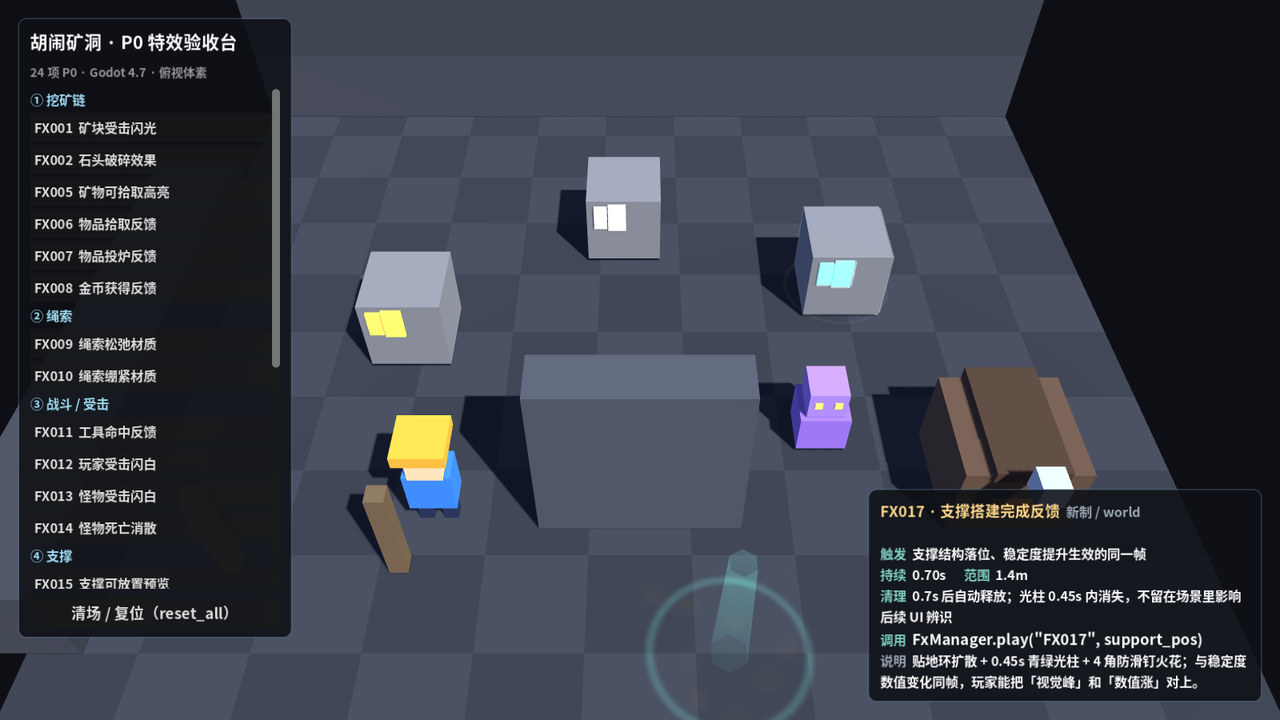 胡闹矿洞 · P0 特效验收台
24 项 P0 · Godot 4.7 · 俯视体素
① 挖矿链
FX001 矿块受击闪光
FX002 石头破碎效果
FX005 矿物可拾取高亮
FX006 物品拾取反馈
FX007 物品投炉反馈
FX008 金币获得反馈
② 绳索
FX009 绳索松弛材质
FX010 绳索绷紧材质
③ 战斗 / 受击
FX011 工具命中反馈
FX012 玩家受击闪白
FX013 怪物受击闪白
FX014 怪物死亡消散
④ 支撑
FX015 支撑可放置预览
清场 / 复位（reset_all）
FX017 · 支撑搭建完成反馈 新制 / world
触发 支撑结构落位、稳定度提升生效的同一帧
持续 0.70s 范围 1.4m
清理 0.7s 后自动释放；光柱 0.45s 内消失，不留在场景里影响
后续 UI 辨识
调用 FxManager.play("FX017", support_pos)
说明 贴地环扩散 + 0.45s 青绿光柱 + 4 角防滑钉火花；与稳定度
数值变化同帧，玩家能把「视觉峰」和「数值涨」对上。